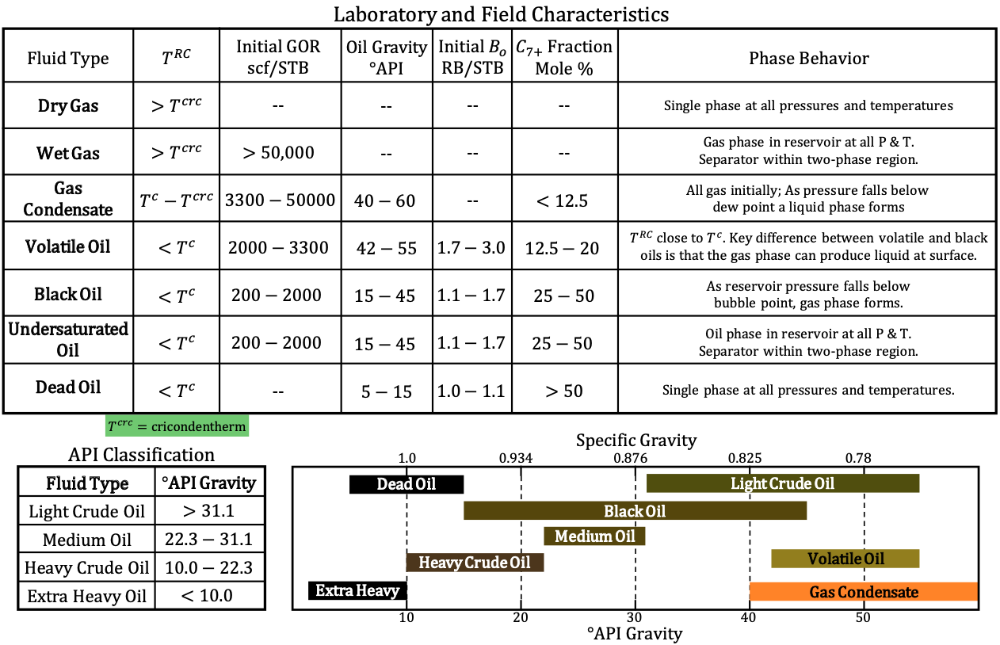 Laboratory and Field Characteristics
Fluid Type
T^RC
Initial GOR
scf/STB
Oil Gravity
°API
Initial B_o
RB/STB
C_7+ Fraction
Mole %
Phase Behavior
Dry Gas
> T^crc
--
--
--
--
Single phase at all pressures and temperatures
Wet Gas
> T^crc
> 50,000
--
--
--
Gas phase in reservoir at all P & T.
Separator within two-phase region.
Gas
Condensate
T^c – T^crc
3300 – 50000
40 – 60
--
< 12.5
All gas initially; As pressure falls below
dew point a liquid phase forms
Volatile Oil
< T^c
2000 – 3300
42 – 55
1.7 – 3.0
12.5 – 20
T^RC close to T^c. Key difference between volatile and black
oils is that the gas phase can produce liquid at surface.
Black Oil
< T^c
200 – 2000
15 – 45
1.1 – 1.7
25 – 50
As reservoir pressure falls below
bubble point, gas phase forms.
Undersaturated
Oil
< T^c
200 – 2000
15 – 45
1.1 – 1.7
25 – 50
Oil phase in reservoir at all P & T.
Separator within two-phase region.
Dead Oil
< T^c
--
5 – 15
1.0 – 1.1
> 50
Single phase at all pressures and temperatures.
T^crc = cricondentherm
API Classification
Fluid Type
°API Gravity
Light Crude Oil
> 31.1
Medium Oil
22.3 – 31.1
Heavy Crude Oil
10.0 – 22.3
Extra Heavy Oil
< 10.0
Specific Gravity
1.0
0.934
0.876
0.825
0.78
Dead Oil
Light Crude Oil
Black Oil
Medium Oil
Heavy Crude Oil
Volatile Oil
Extra Heavy
Gas Condensate
10
20
30
40
50
°API Gravity